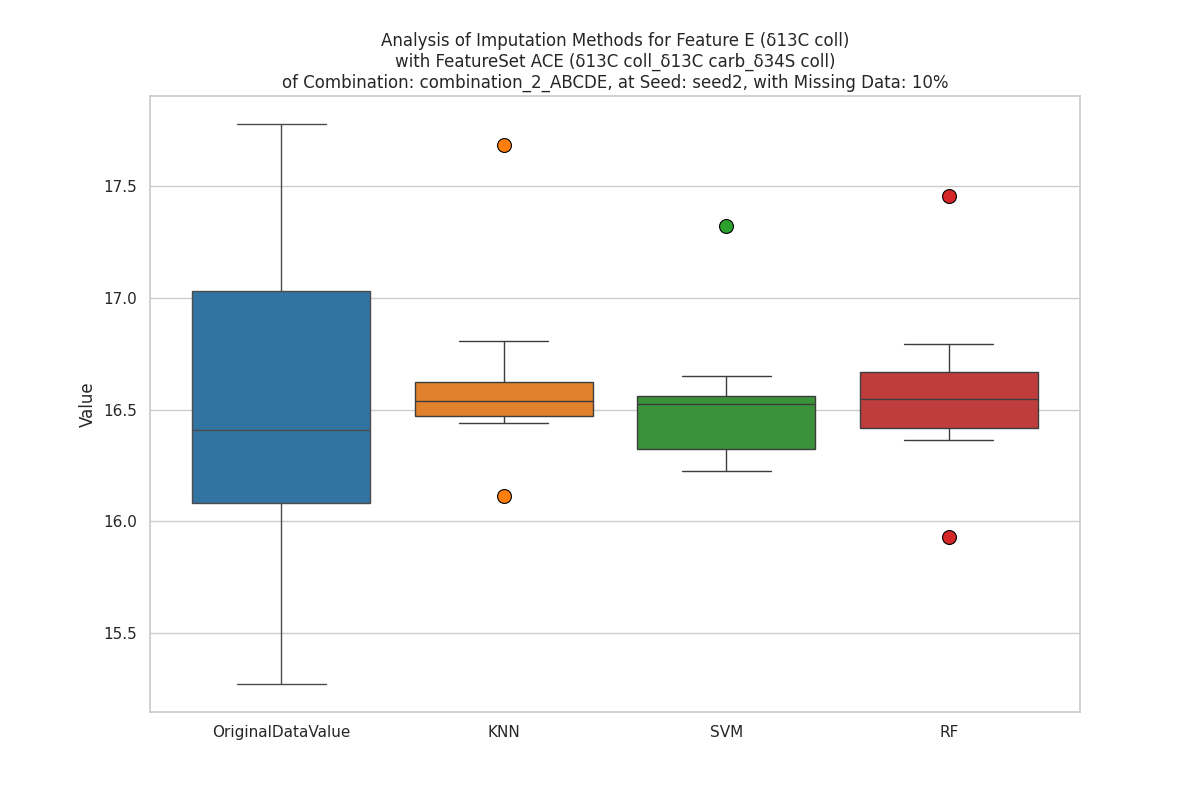 Analysis of Imputation Methods for Feature E (δ13C coll)
with FeatureSet ACE (δ13C coll_δ13C carb_δ34S coll)
of Combination: combination_2_ABCDE, at Seed: seed2, with Missing Data: 10%
17.5
17.0
16.5
16.0
15.5
Value
OriginalDataValue
KNN
SVM
RF